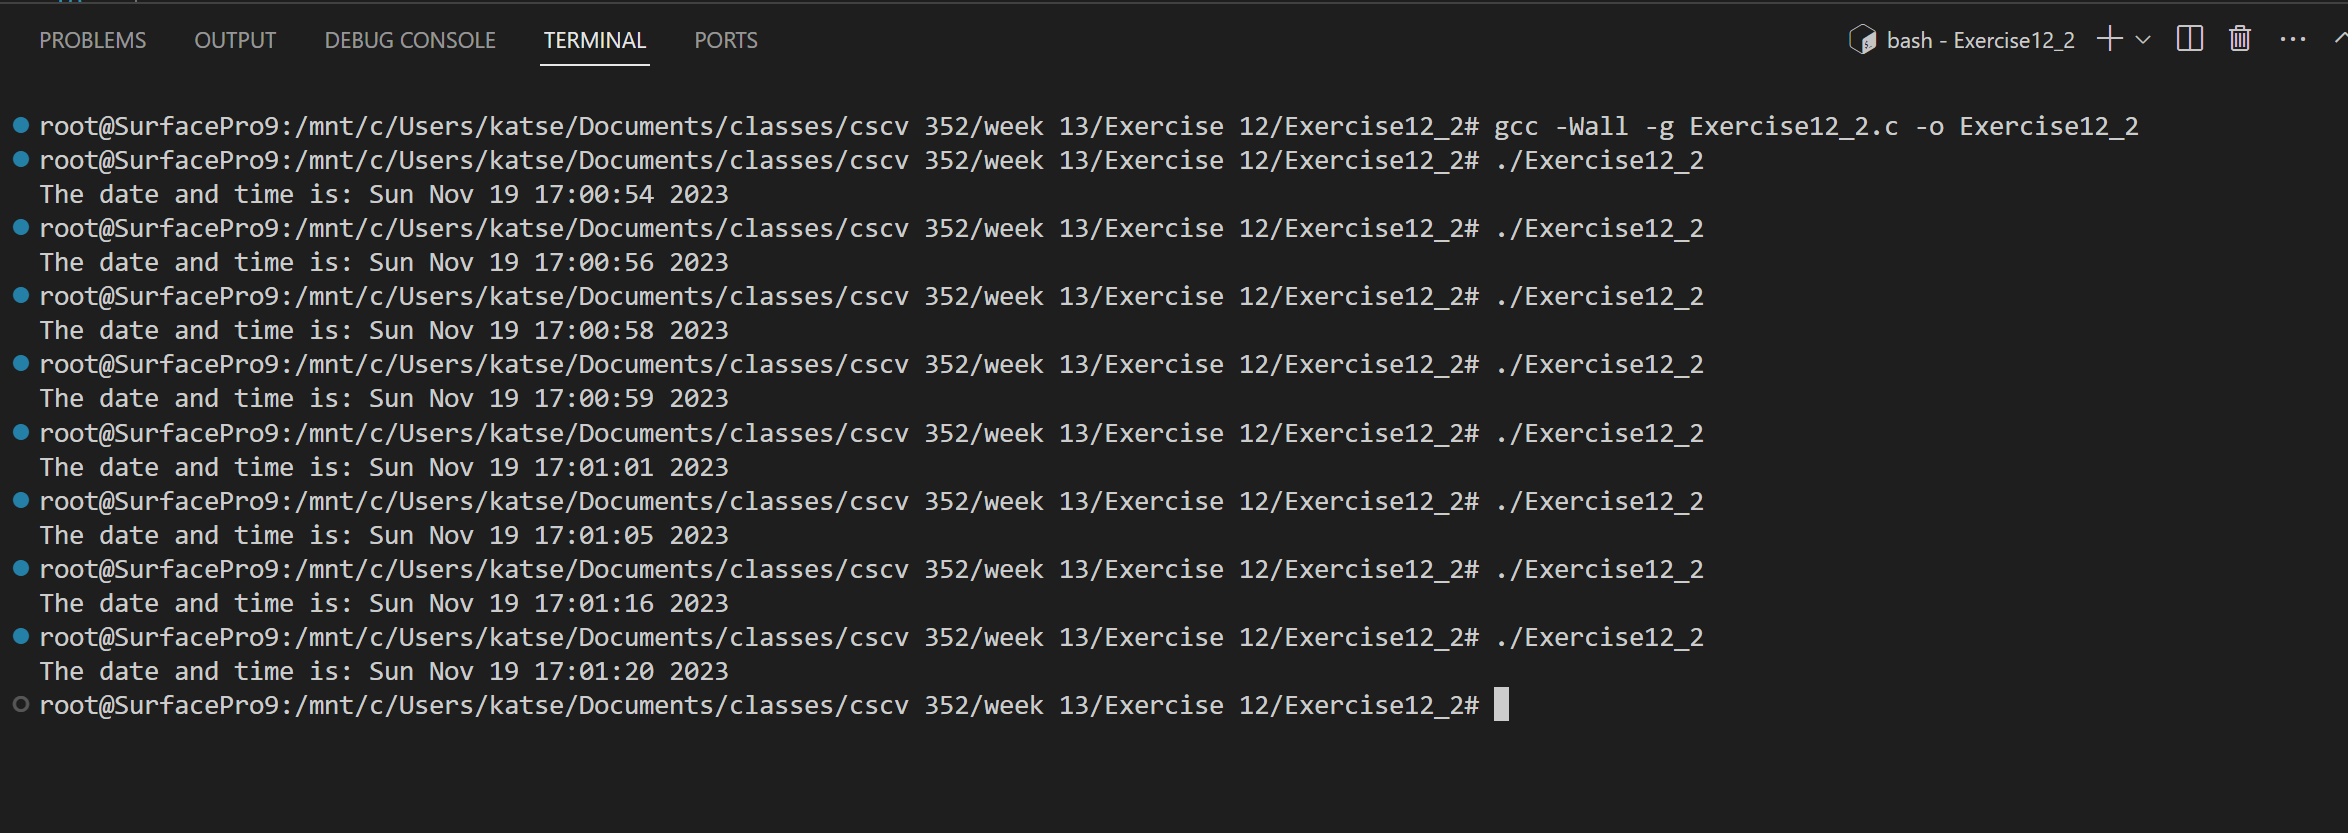 PROBLEMS OUTPUT DEBUG CONSOLE TERMINAL PORTS bash - Exercise12_2
root@SurfacePro9:/mnt/c/Users/katse/Documents/classes/cscv 352/week 13/Exercise 12/Exercise12_2# gcc -Wall -g Exercise12_2.c -o Exercise12_2
root@SurfacePro9:/mnt/c/Users/katse/Documents/classes/cscv 352/week 13/Exercise 12/Exercise12_2# ./Exercise12_2
The date and time is: Sun Nov 19 17:00:54 2023
root@SurfacePro9:/mnt/c/Users/katse/Documents/classes/cscv 352/week 13/Exercise 12/Exercise12_2# ./Exercise12_2
The date and time is: Sun Nov 19 17:00:56 2023
root@SurfacePro9:/mnt/c/Users/katse/Documents/classes/cscv 352/week 13/Exercise 12/Exercise12_2# ./Exercise12_2
The date and time is: Sun Nov 19 17:00:58 2023
root@SurfacePro9:/mnt/c/Users/katse/Documents/classes/cscv 352/week 13/Exercise 12/Exercise12_2# ./Exercise12_2
The date and time is: Sun Nov 19 17:00:59 2023
root@SurfacePro9:/mnt/c/Users/katse/Documents/classes/cscv 352/week 13/Exercise 12/Exercise12_2# ./Exercise12_2
The date and time is: Sun Nov 19 17:01:01 2023
root@SurfacePro9:/mnt/c/Users/katse/Documents/classes/cscv 352/week 13/Exercise 12/Exercise12_2# ./Exercise12_2
The date and time is: Sun Nov 19 17:01:05 2023
root@SurfacePro9:/mnt/c/Users/katse/Documents/classes/cscv 352/week 13/Exercise 12/Exercise12_2# ./Exercise12_2
The date and time is: Sun Nov 19 17:01:16 2023
root@SurfacePro9:/mnt/c/Users/katse/Documents/classes/cscv 352/week 13/Exercise 12/Exercise12_2# ./Exercise12_2
The date and time is: Sun Nov 19 17:01:20 2023
root@SurfacePro9:/mnt/c/Users/katse/Documents/classes/cscv 352/week 13/Exercise 12/Exercise12_2#